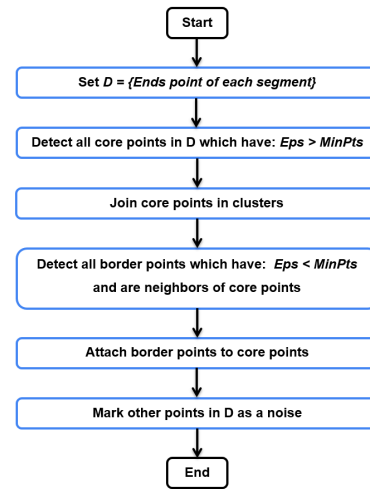 Start
Set D = {Ends point of each segment}
Detect all core points in D which have: Eps > MinPts
Join core points in clusters
Detect all border points which have: Eps < MinPts
and are neighbors of core points
Attach border points to core points
Mark other points in D as a noise
End